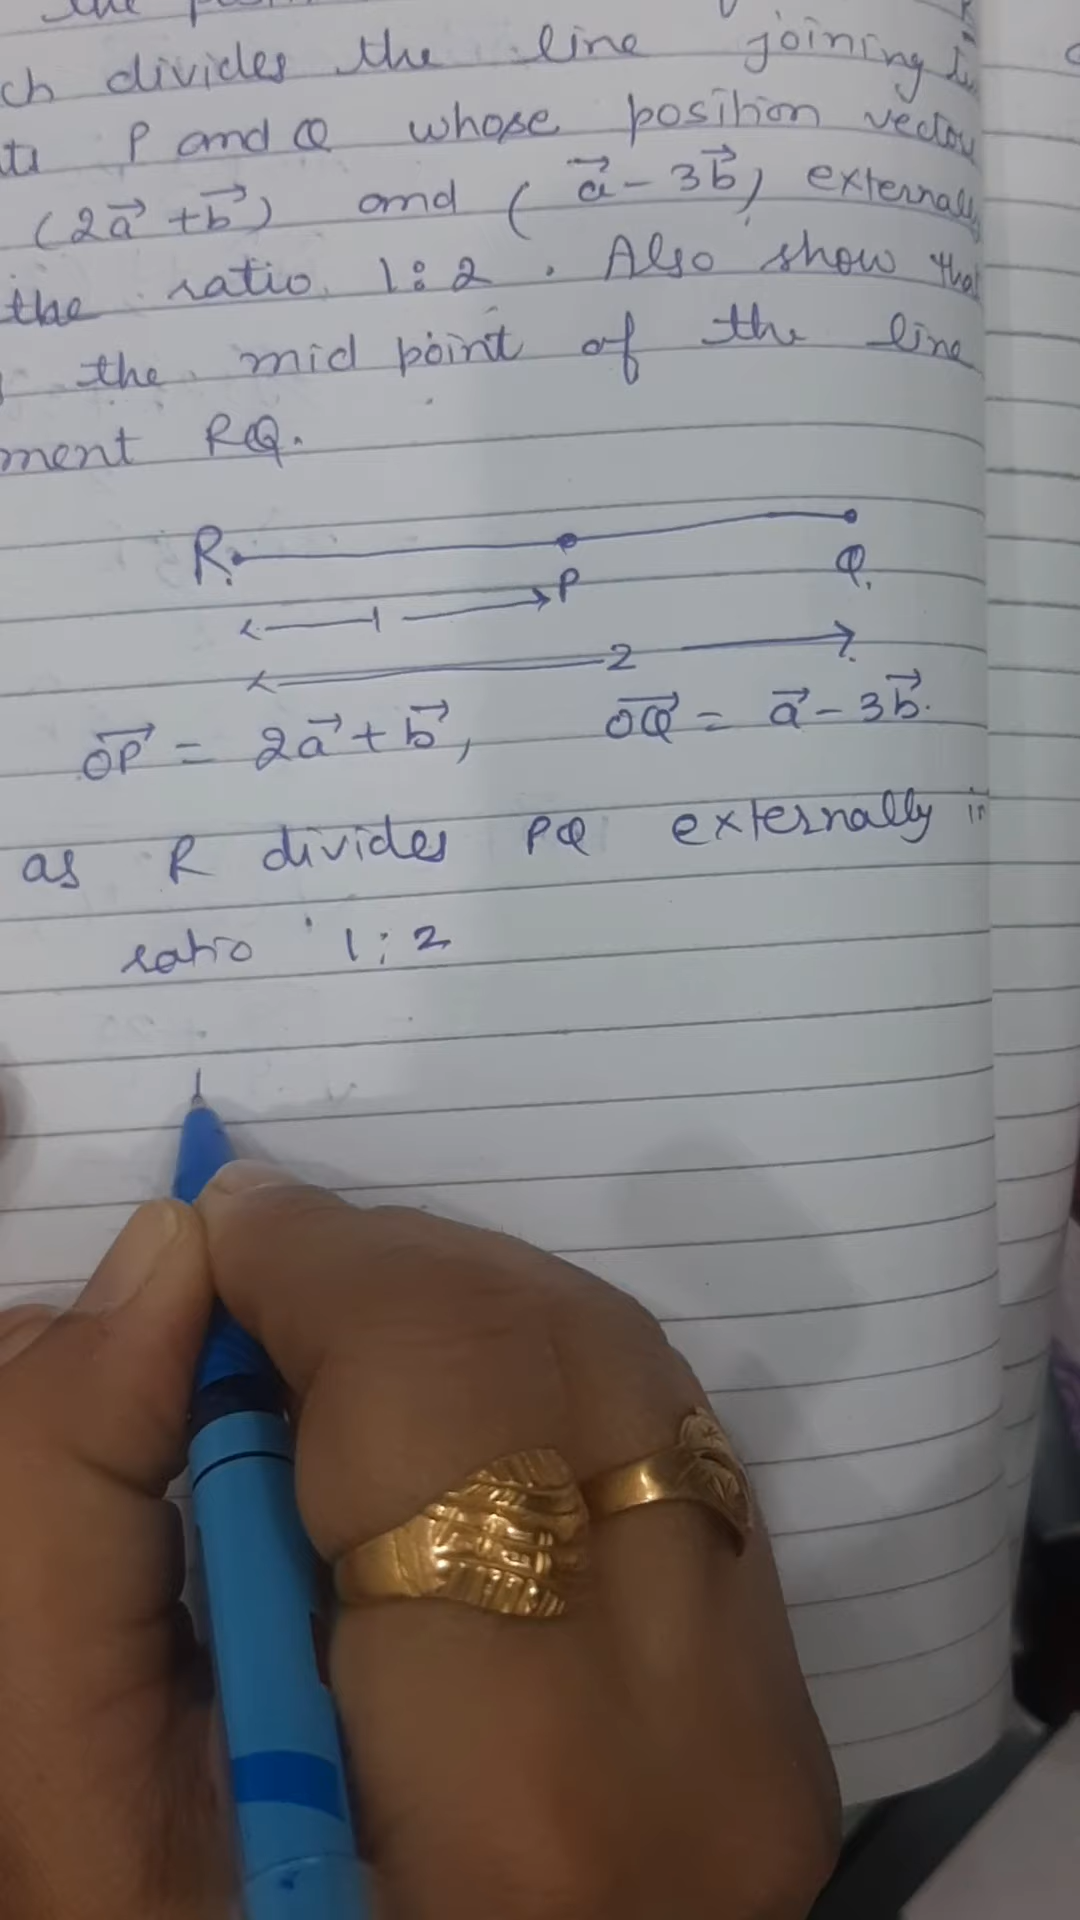 the
ch divides the line joining
P and Q whose position vector
(2a⃗ + b⃗) and (a⃗ - 3b⃗) externally
the ratio 1:2. Also show that
the mid point of the line
ment RQ.
R P Q.
1
2
OP⃗ = 2a⃗ + b⃗, OQ⃗ = a⃗ - 3b⃗.
as R divides PQ externally in
ratio 1:2